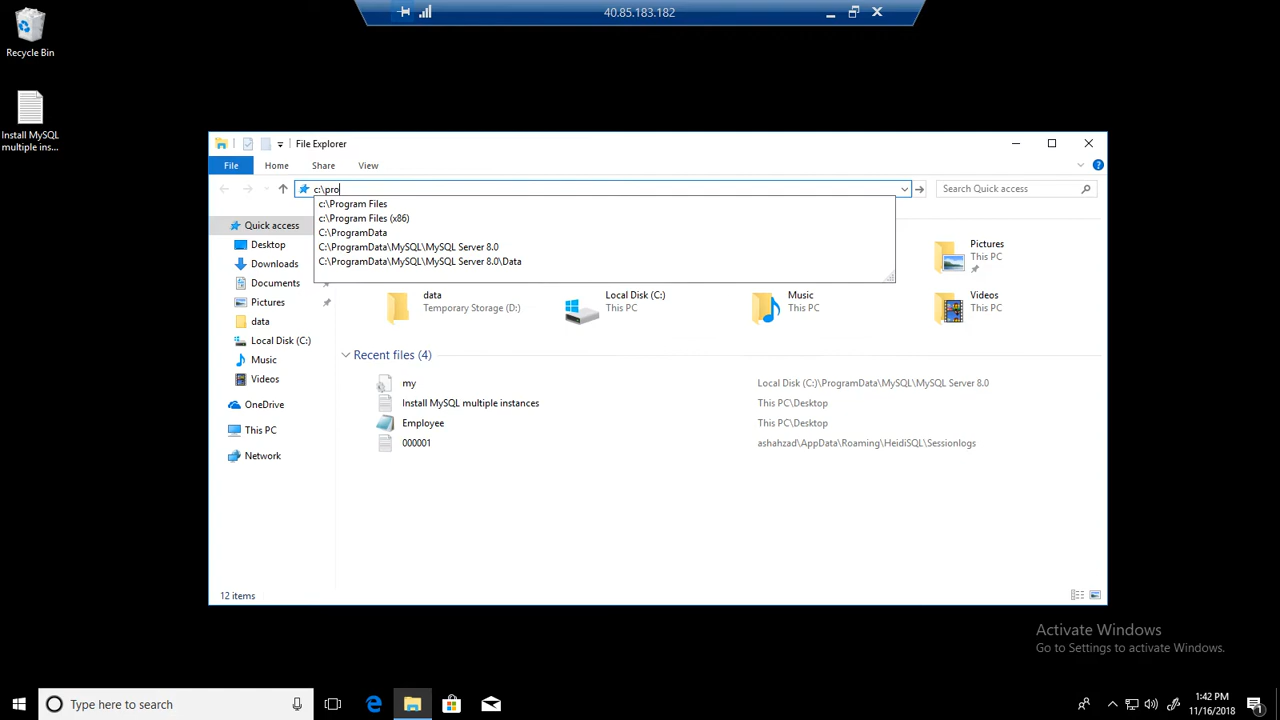 40.85.183.182
Recycle Bin
Install MySQL
multiple ins...
File Explorer
File
Home
Share
View
c:\pro
Search Quick access
c:\Program Files
c:\Program Files (x86)
C:\ProgramData
C:\ProgramData\MySQL\MySQL Server 8.0
C:\ProgramData\MySQL\MySQL Server 8.0\Data
Quick access
Desktop
Downloads
Documents
Pictures
data
Local Disk (C:)
Music
Videos
OneDrive
This PC
Network
Pictures
This PC
data
Temporary Storage (D:)
Local Disk (C:)
This PC
Music
This PC
Videos
This PC
Recent files (4)
my
Local Disk (C:)\ProgramData\MySQL\MySQL Server 8.0
Install MySQL multiple instances
This PC\Desktop
Employee
This PC\Desktop
000001
ashahzad\AppData\Roaming\HeidiSQL\Sessionlogs
12 items
Activate Windows
Go to Settings to activate Windows.
Type here to search
1:42 PM
11/16/2018
1